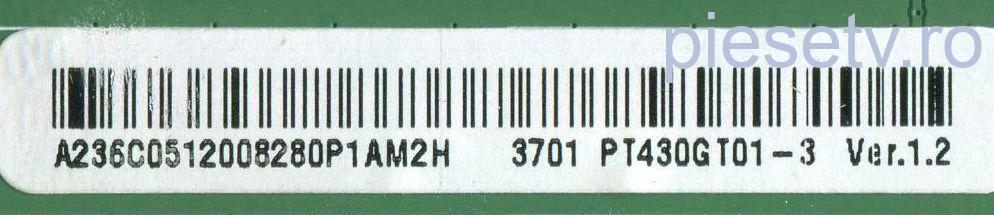 piesetv.ro
A236C0512008280P1AM2H 3701 PT430GT01-3 Ver.1.2